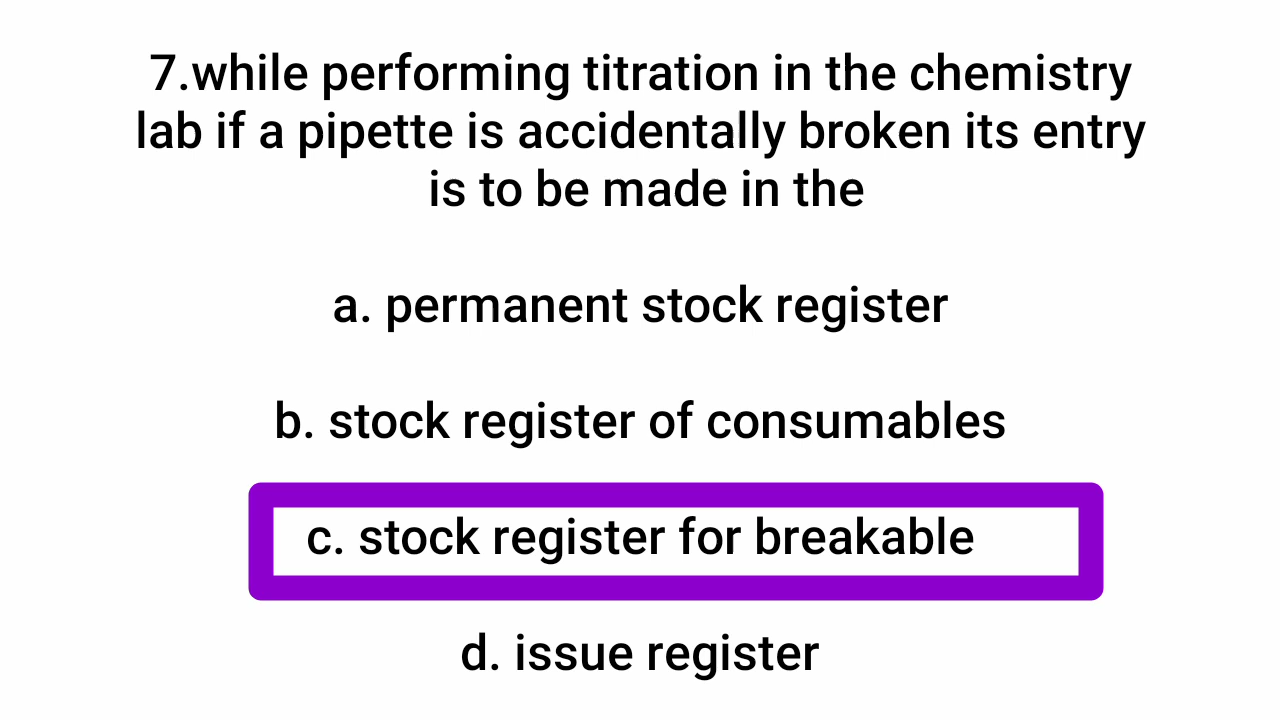 7.while performing titration in the chemistry
lab if a pipette is accidentally broken its entry
is to be made in the
a. permanent stock register
b. stock register of consumables
c. stock register for breakable
d. issue register